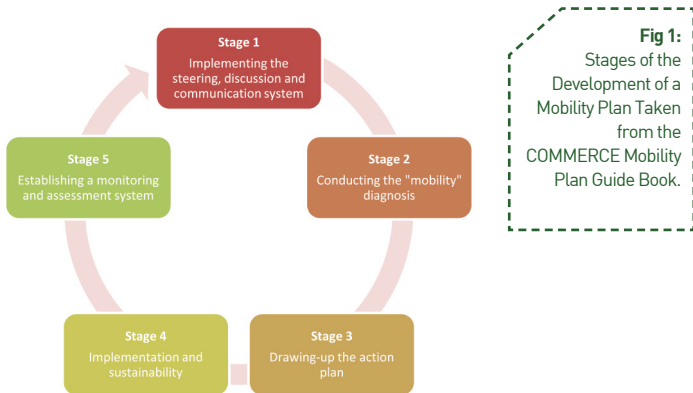 Stage 1
Implementing the
steering, discussion and
communication system
Stage 2
Conducting the "mobility"
diagnosis
Stage 3
Drawing-up the action
plan
Stage 4
Implementation and
sustainability
Stage 5
Establishing a monitoring
and assessment system
Fig 1:
Stages of the
Development of a
Mobility Plan Taken
from the
COMMERCE Mobility
Plan Guide Book.